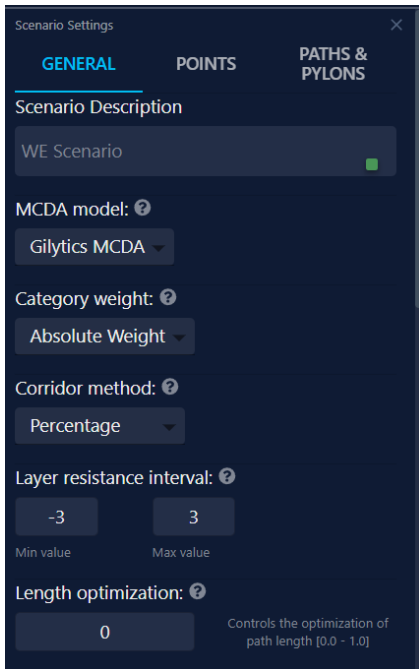 Scenario Settings
GENERAL POINTS PATHS & PYLONS
Scenario Description
WE Scenario
MCDA model:
Gilytics MCDA
Category weight:
Absolute Weight
Corridor method:
Percentage
Layer resistance interval:
-3 3
Min value Max value
Length optimization:
0 Controls the optimization of
path length [0.0 - 1.0]